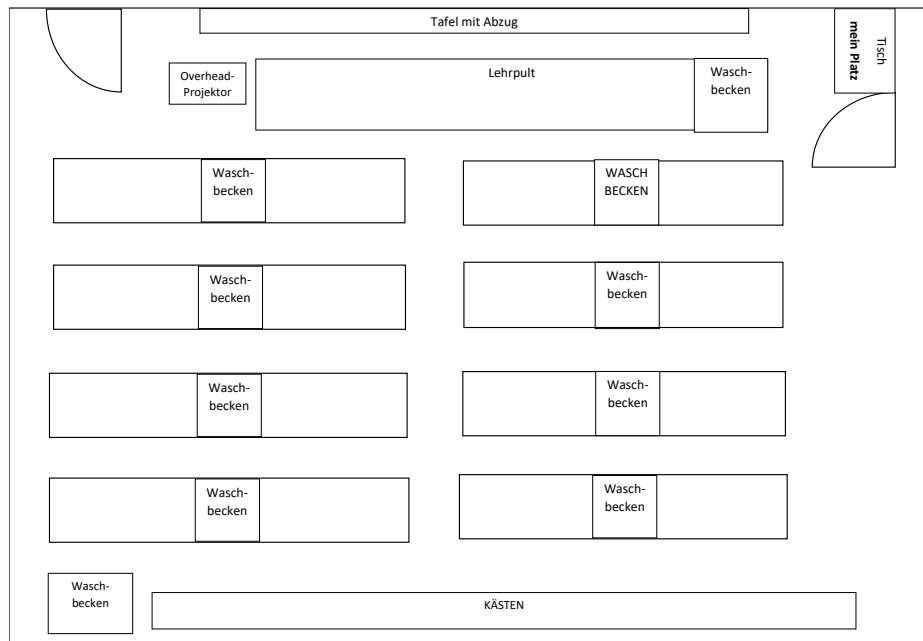 Tafel mit Abzug
Tisch
mein Platz
Overhead-
Projektor
Lehrpult
Wasch-
becken
Wasch-
becken
WASCH
BECKEN
Wasch-
becken
Wasch-
becken
Wasch-
becken
Wasch-
becken
Wasch-
becken
Wasch-
becken
Wasch-
becken
KÄSTEN